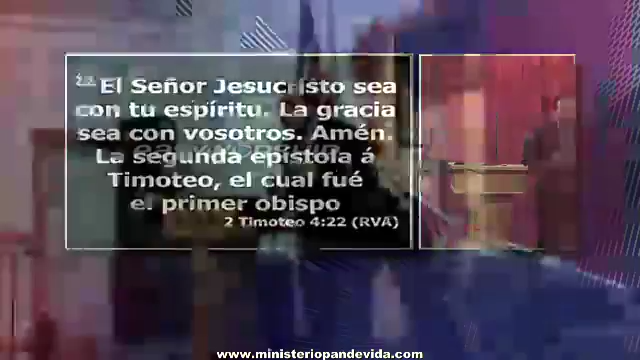 22 El Señor Jesucristo sea
con tu espíritu. La gracia
sea con vosotros. Amén.
La segunda epístola á
Timoteo, el cual fué
el primer obispo
2 Timoteo 4:22 (RVA)
www.ministeriopandevida.com